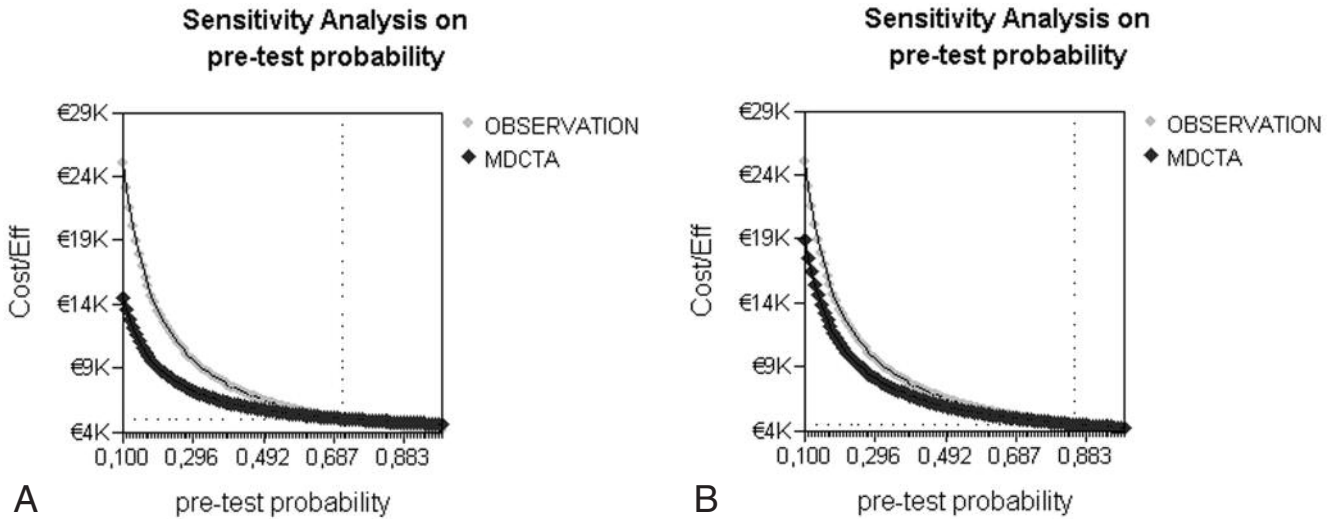 Sensitivity Analysis on
pre-test probability
€29K
€24K
€19K
€14K
€9K
€4K
Cost/Eff
0,100 0,296 0,492 0,687 0,883
pre-test probability
OBSERVATION
MDCTA
A
Sensitivity Analysis on
pre-test probability
€29K
€24K
€19K
€14K
€9K
€4K
Cost/Eff
0,100 0,296 0,492 0,687 0,883
pre-test probability
OBSERVATION
MDCTA
B